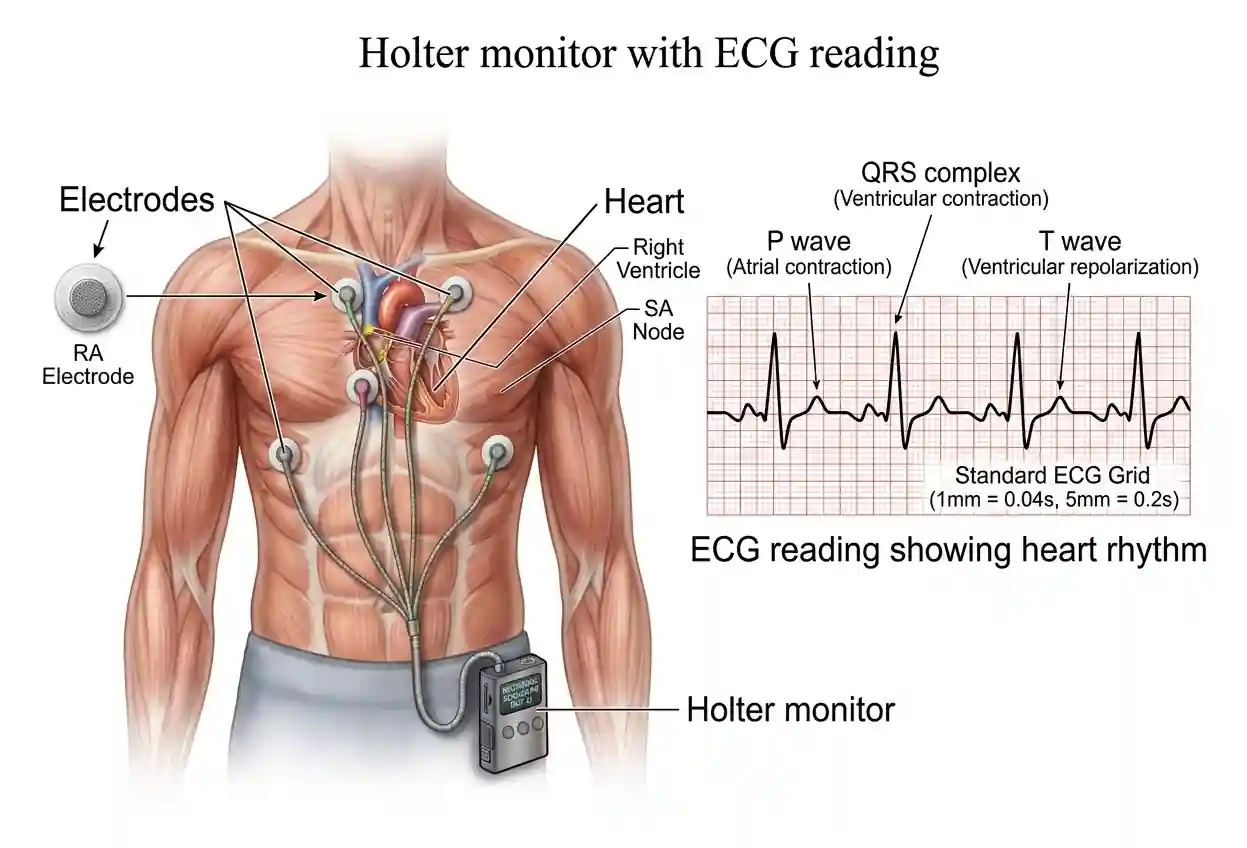 Holter monitor with ECG reading
Electrodes
RA
Electrode
Heart
Right
Ventricle
SA
Node
QRS complex
(Ventricular contraction)
P wave
(Atrial contraction)
T wave
(Ventricular repolarization)
Standard ECG Grid
(1mm = 0.04s, 5mm = 0.2s)
ECG reading showing heart rhythm
Holter monitor